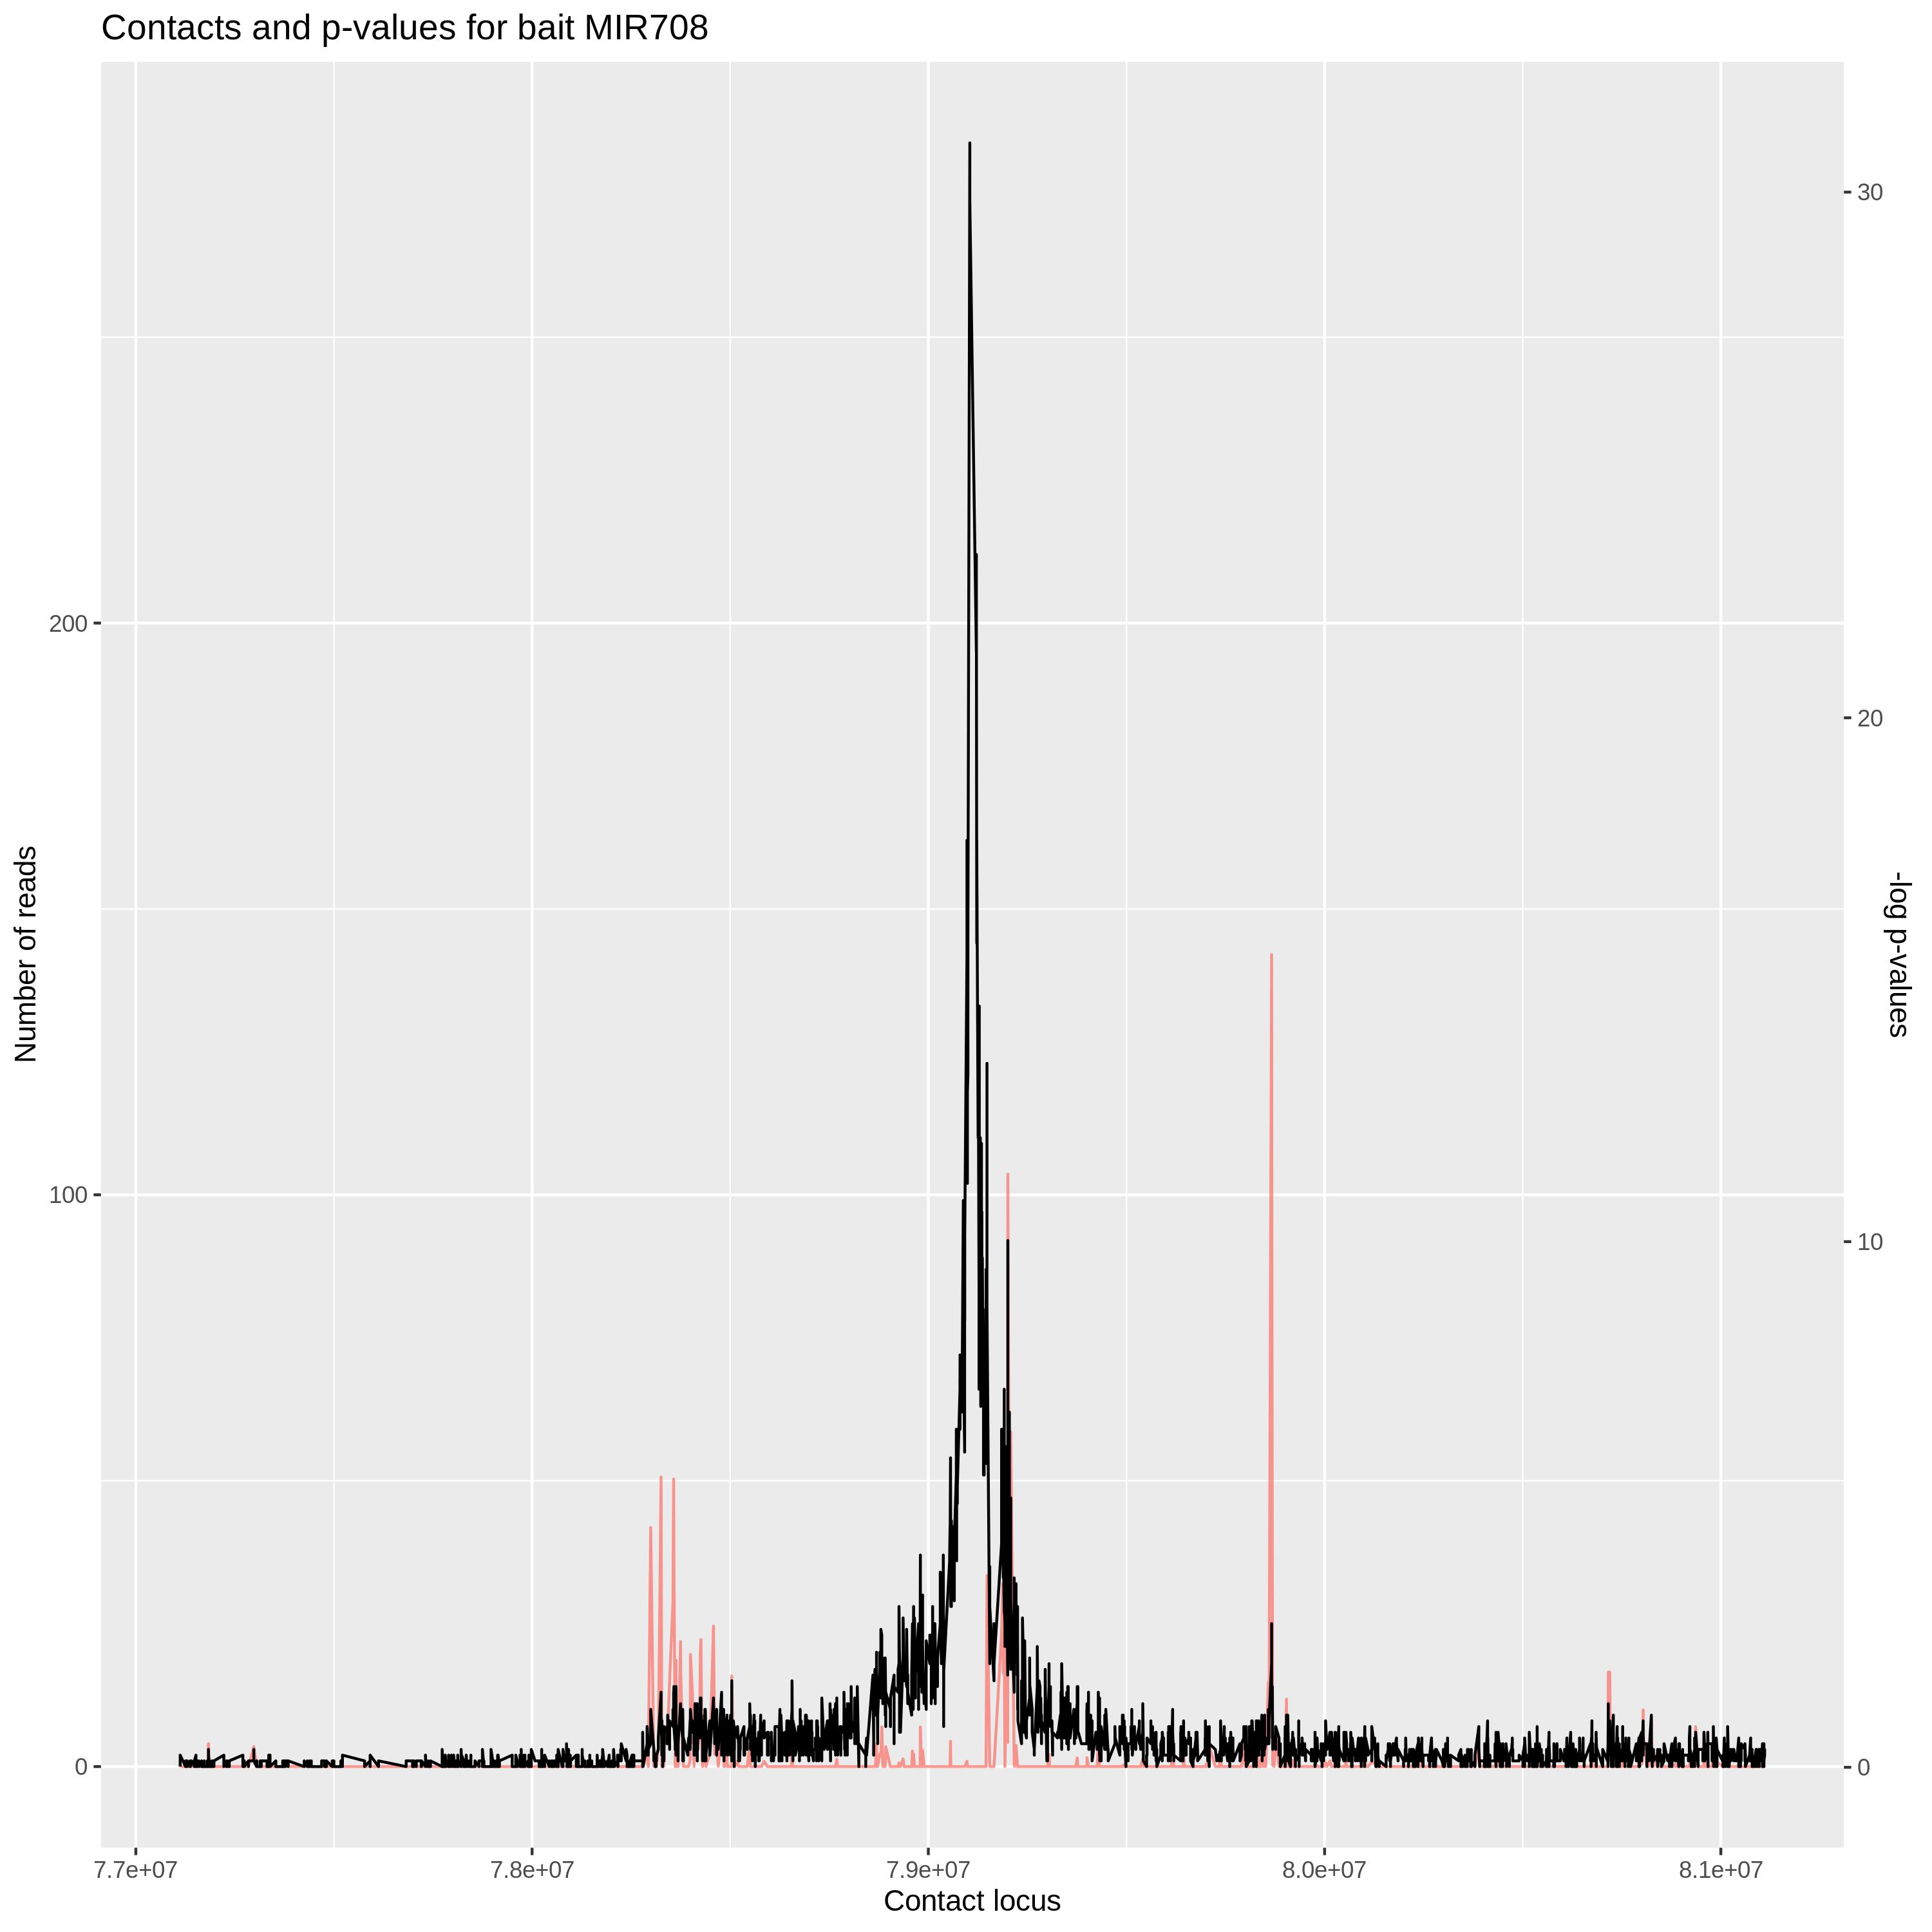 Contacts and p-values for bait MIR708
30
200
20
Number of reads
-log p-values
100
10
0
0
7.7e+07
7.8e+07
7.9e+07
8.0e+07
8.1e+07
Contact locus